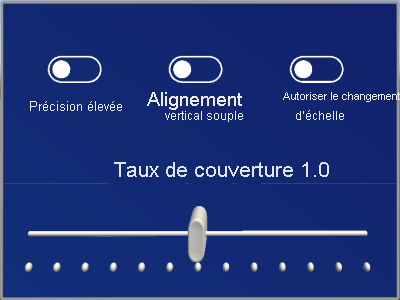 Précision élevée
Alignement
vertical souple
Autoriser le changement
d'échelle
Taux de couverture 1.0